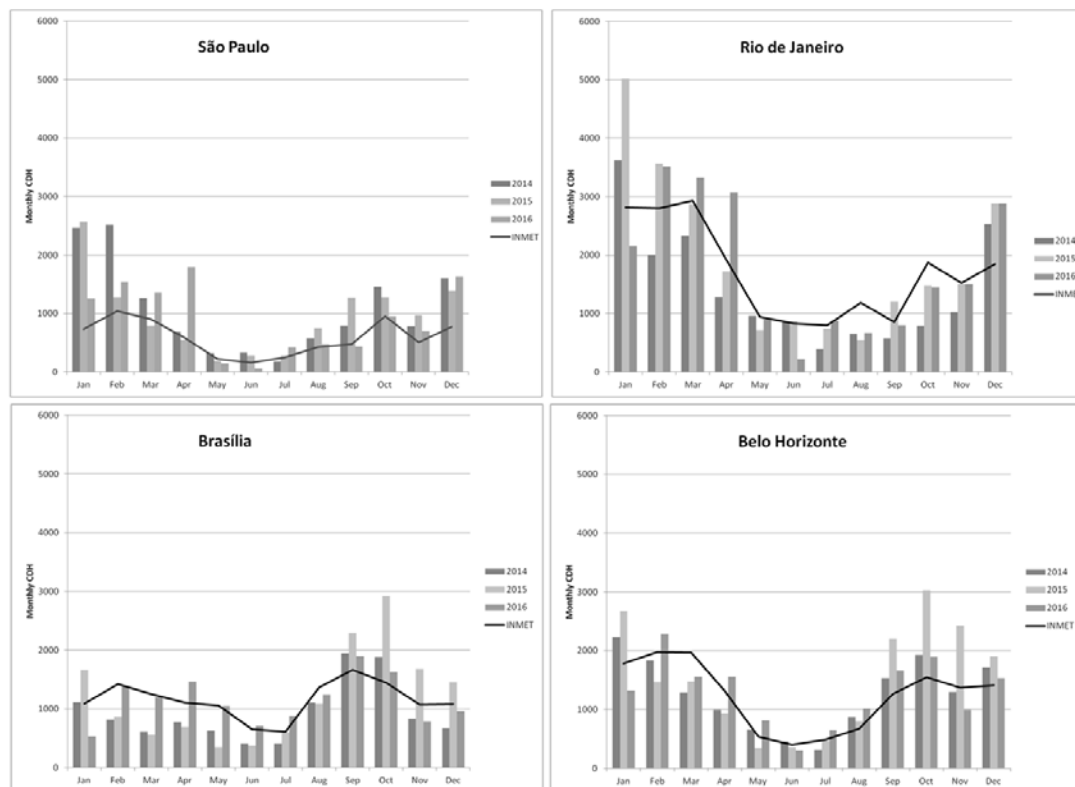 São Paulo
6000
5000
4000
3000
2000
1000
0
Monthly CDH
Jan Feb Mar Apr May Jun Jul Aug Sep Oct Nov Dec
2014
2015
2016
INMET
Rio de Janeiro
6000
5000
4000
3000
2000
1000
0
Monthly CDH
Jan Feb Mar Apr May Jun Jul Aug Sep Oct Nov Dec
2014
2015
2016
INMET
Brasília
6000
5000
4000
3000
2000
1000
0
Monthly CDH
Jan Feb Mar Apr May Jun Jul Aug Sep Oct Nov Dec
2014
2015
2016
INMET
Belo Horizonte
6000
5000
4000
3000
2000
1000
0
Monthly CDH
Jan Feb Mar Apr May Jun Jul Aug Sep Oct Nov Dec
2014
2015
2016
INMET